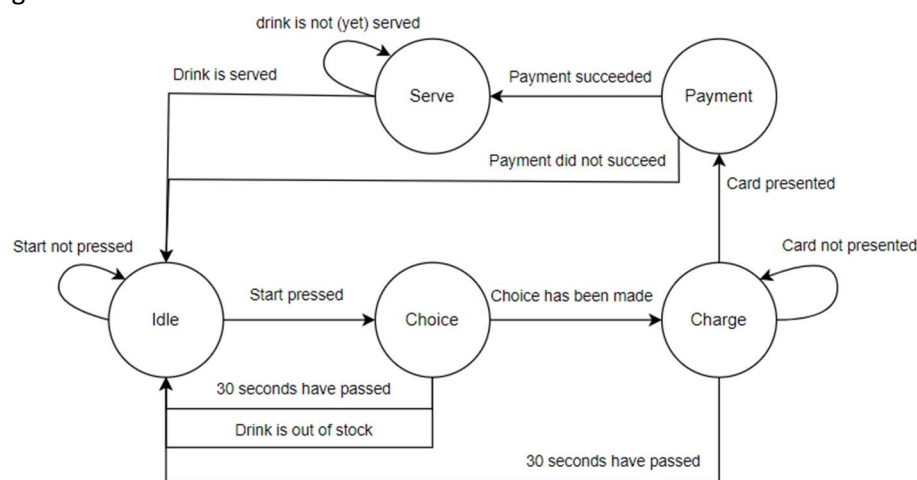 drink is not (yet) served
Drink is served
Serve
Payment succeeded
Payment
Payment did not succeed
Card presented
Start not pressed
Card not presented
Idle
Start pressed
Choice
Choice has been made
Charge
30 seconds have passed
Drink is out of stock
30 seconds have passed